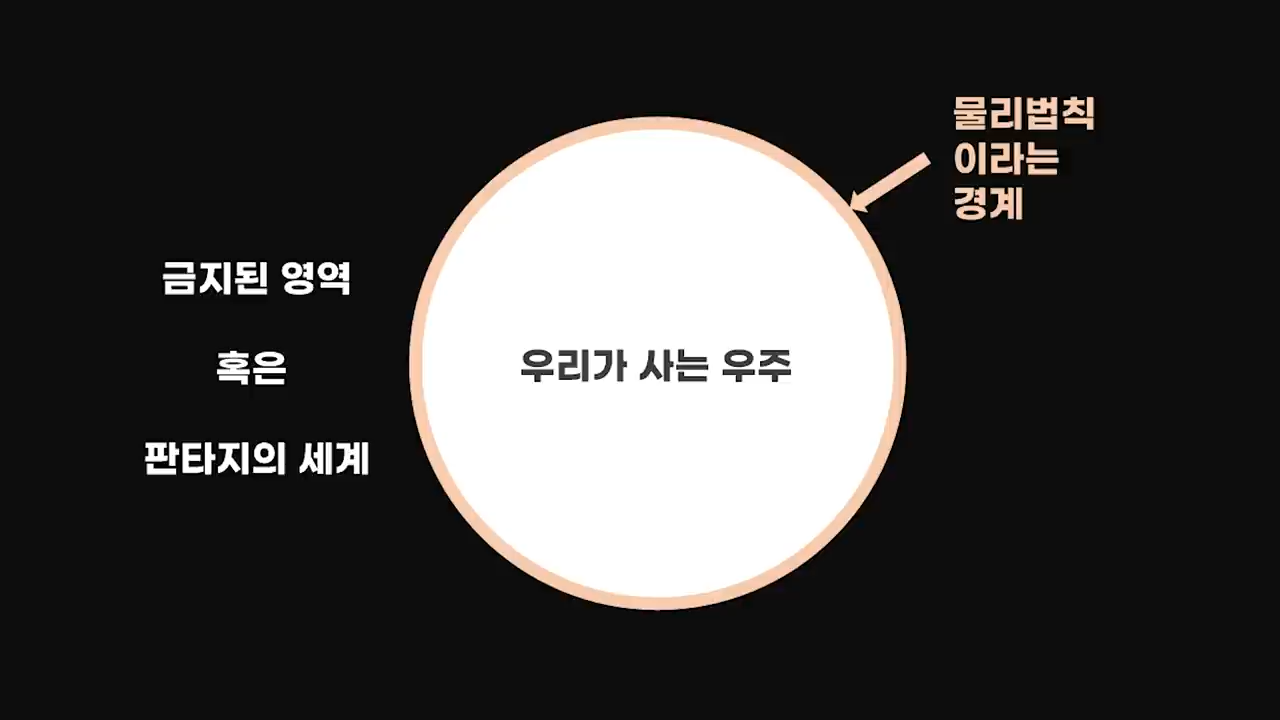 물리법칙
이라는
경계
금지된 영역
혹은
판타지의 세계
우리가 사는 우주